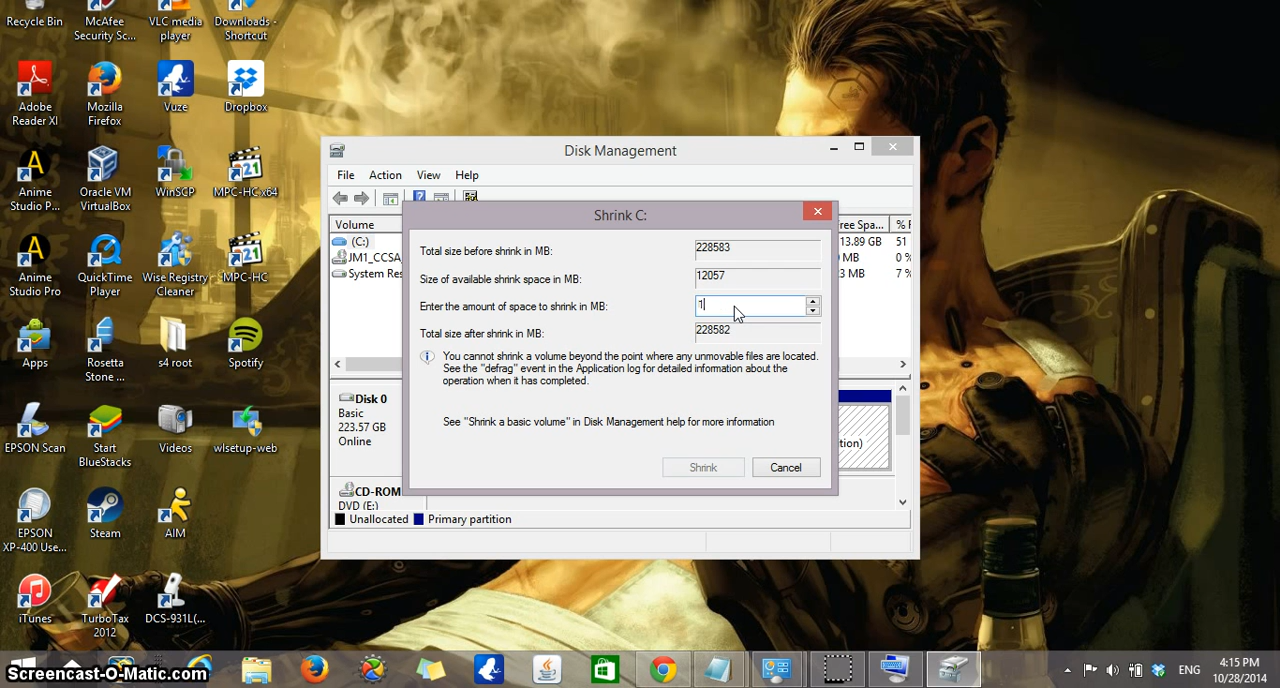 Recycle Bin
McAfee
Security Sc...
VLC media
player
Downloads -
Shortcut
Adobe
Reader XI
Mozilla
Firefox
Vuze
Dropbox
Anime
Studio P...
Oracle VM
VirtualBox
WinSCP
MPC-HC x64
Anime
Studio Pro
QuickTime
Player
Wise Registry
Cleaner
MPC-HC
Apps
Rosetta
Stone ...
s4 root
Spotify
EPSON Scan
Start
BlueStacks
Videos
wlsetup-web
EPSON
XP-400 Use...
Steam
AIM
iTunes
TurboTax
2012
DCS-931L(...
Disk Management
File Action View Help
Volume
ree Spa... % F
(C:)
13.89 GB 51
JM1_CCSA
MB 0 %
System Res
3 MB 7 %
Shrink C:
Total size before shrink in MB: 228583
Size of available shrink space in MB: 12057
Enter the amount of space to shrink in MB: 1
Total size after shrink in MB: 228582
You cannot shrink a volume beyond the point where any unmovable files are located.
See the "defrag" event in the Application log for detailed information about the
operation when it has completed.
See "Shrink a basic volume" in Disk Management help for more information
Shrink Cancel
Disk 0
Basic
223.57 GB
Online
tion)
CD-ROM
DVD (E:)
Unallocated Primary partition
Screencast-O-Matic.com
ENG
4:15 PM
10/28/2014